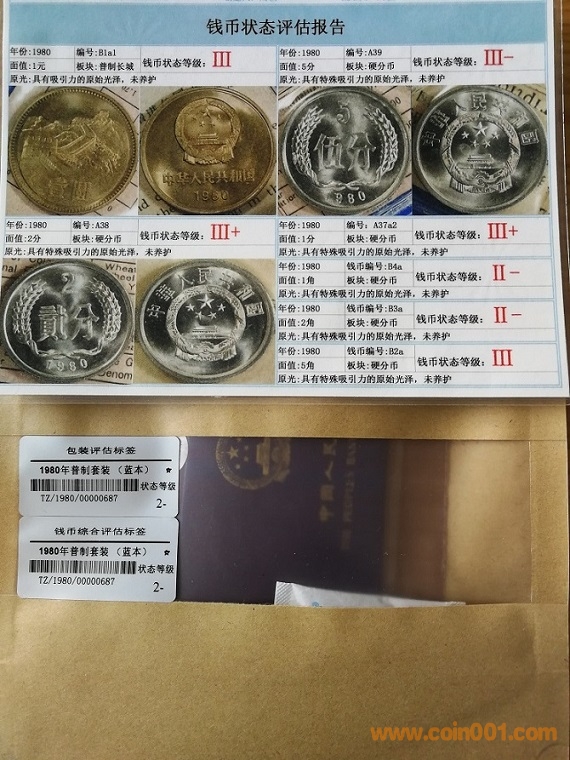 钱币状态评估报告
年份:1980 编号:B1a1 钱币状态等级: III
面值:1元 板块:普制长城
原光:具有吸引力的原始光泽，未养护
年份:1980 编号:A39 钱币状态等级: III-
面值:5分 板块:硬分币
原光:具有特殊吸引力的原始光泽，未养护
壹圆
中华人民共和国
1980
5
伍分
1980
中华人民共和国
年份:1980 编号:A38 钱币状态等级: III+
面值:2分 板块:硬分币
原光:具有特殊吸引力的原始光泽，未养护
年份:1980 编号:A37a2 钱币状态等级: III+
面值:1分 板块:硬分币
原光:具有特殊吸引力的原始光泽，未养护
年份:1980 钱币编号:B4a 钱币状态等级: II-
面值:1角 板块:硬分币
原光:具有特殊吸引力的原始光泽，未养护
年份:1980 钱币编号:B3a 钱币状态等级: II-
面值:2角 板块:硬分币
原光:具有特殊吸引力的原始光泽，未养护
年份:1980 钱币编号:B2a 钱币状态等级: III
面值:5角 板块:硬分币
原光:具有特殊吸引力的原始光泽，未养护
Wheat
2
贰分
1980
中华人民共和国
包装评估标签
1980年普制套装 （蓝本）
状态等级
TZ/1980/00000687
2-
钱币综合评估标签
1980年普制套装 （蓝本）
状态等级
TZ/1980/00000687
2-
中国人民
www.coin001.com